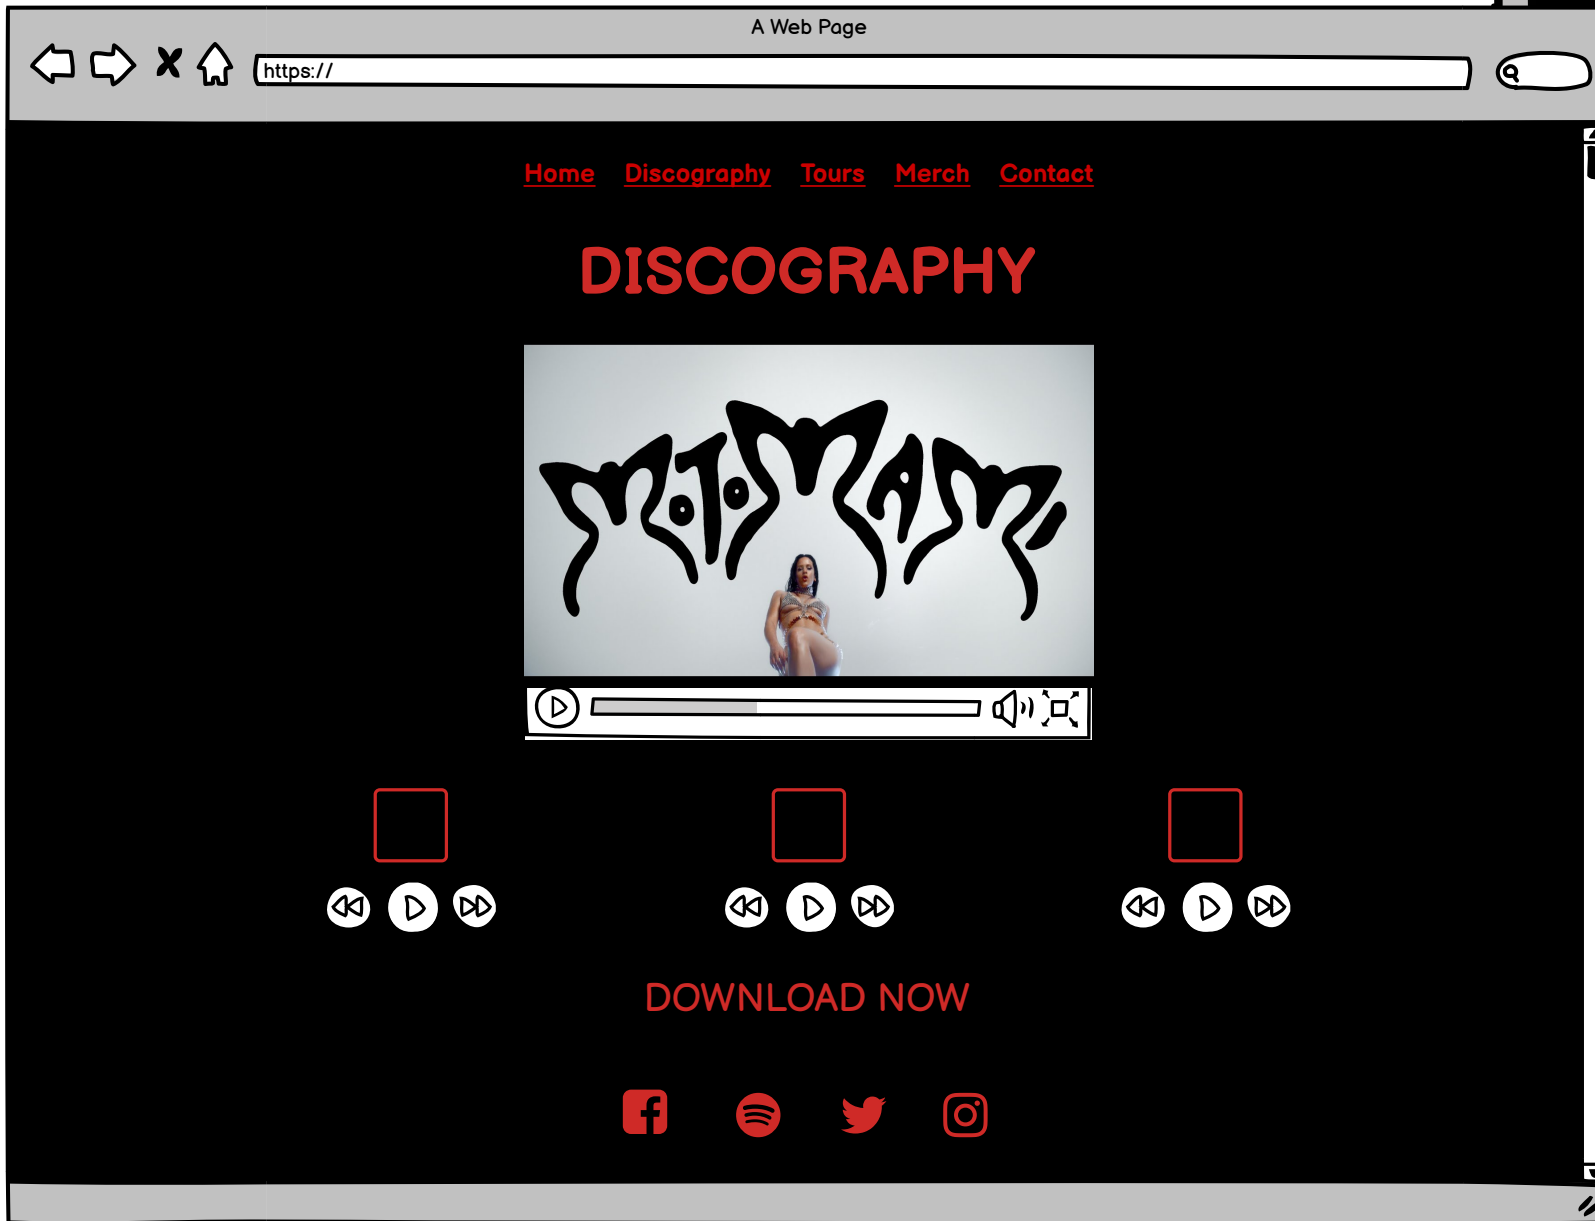 A Web Page
https://
Home Discography Tours Merch Contact
DISCOGRAPHY
MOTOMAMI
DOWNLOAD NOW